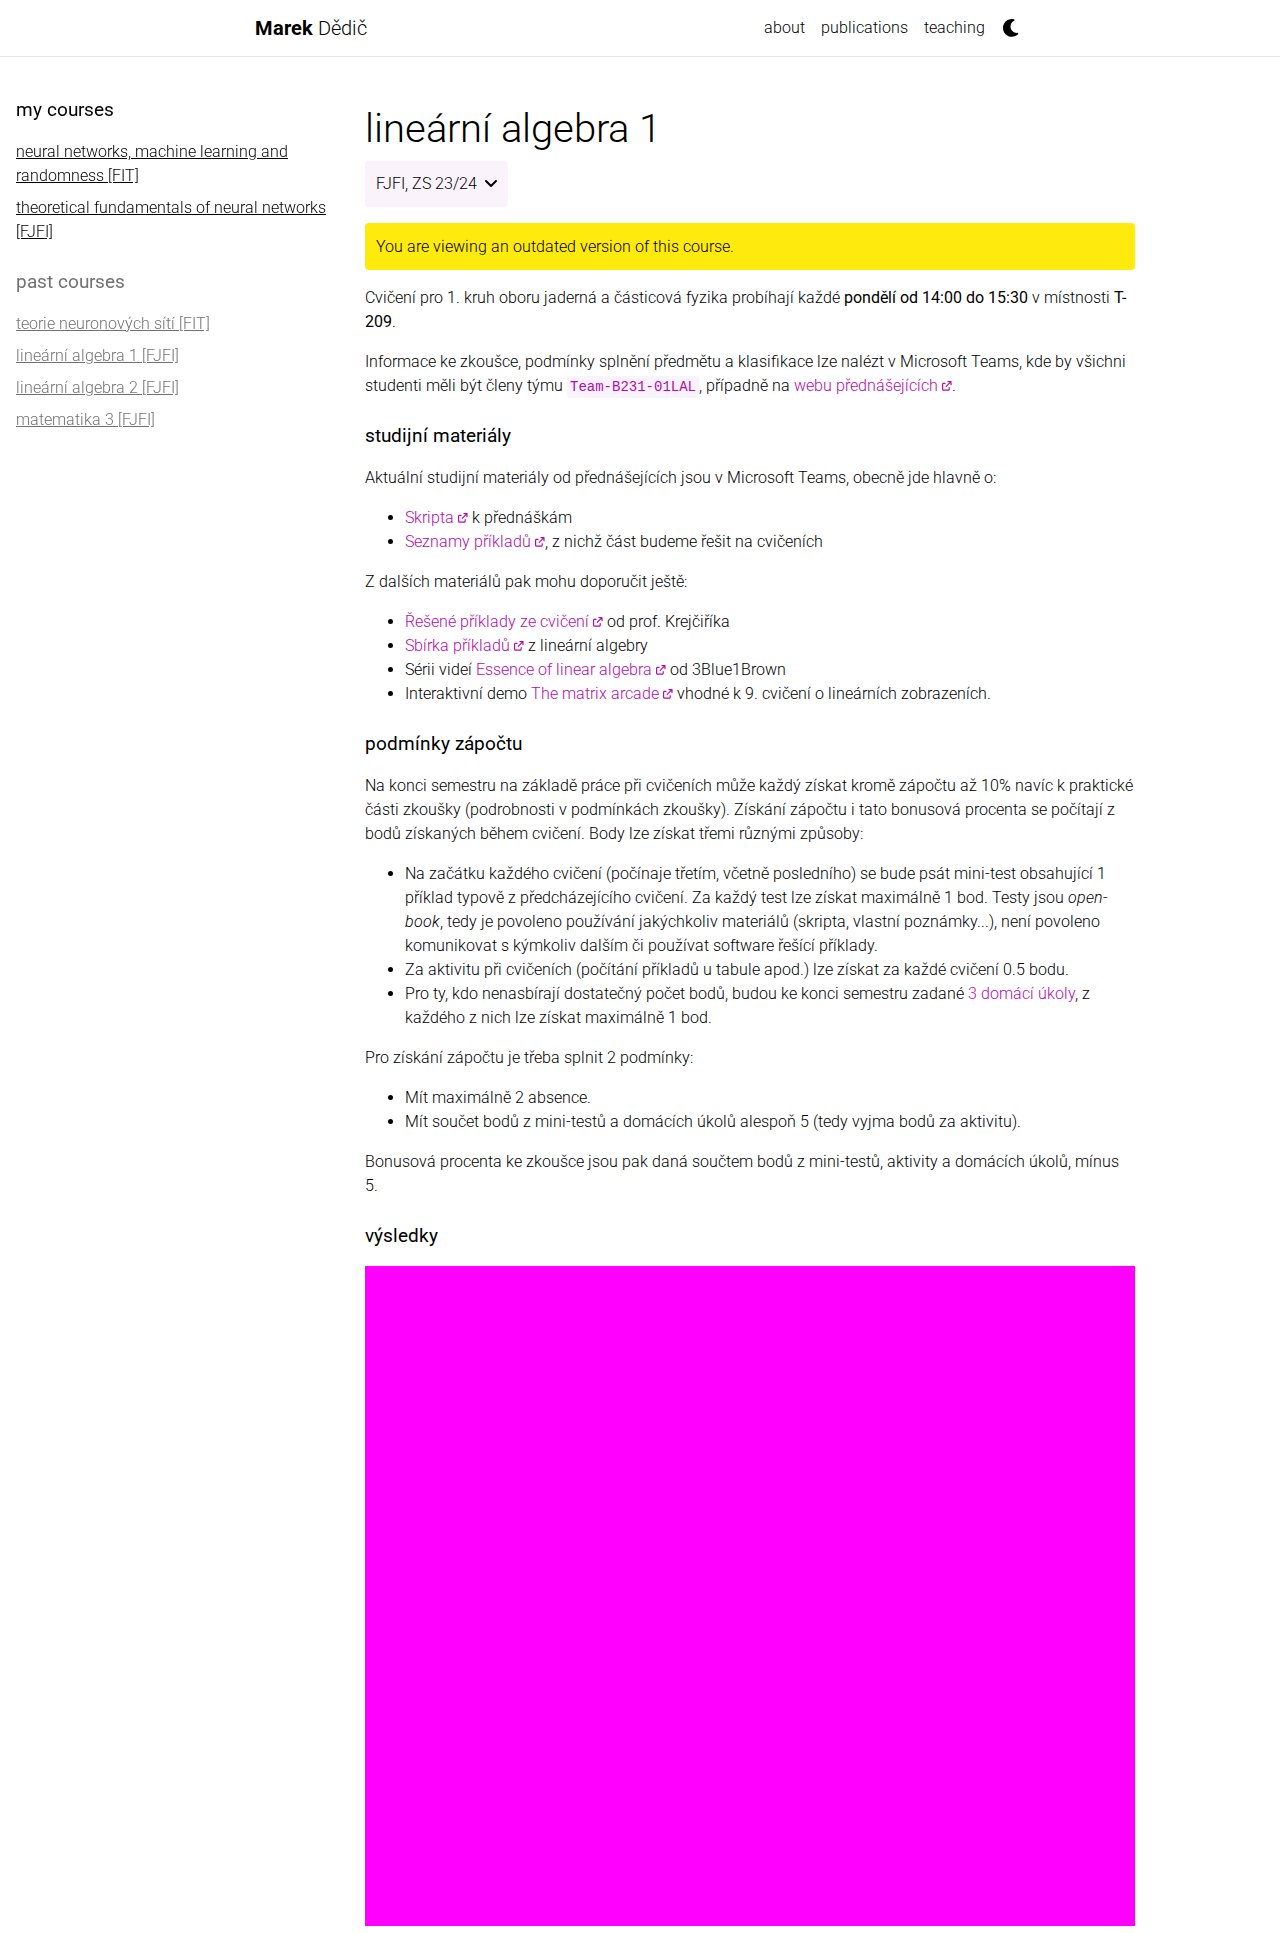 Marek Dědič
about publications teaching
my courses
neural networks, machine learning and
randomness [FIT]
theoretical fundamentals of neural networks
[FJFI]
past courses
teorie neuronových sítí [FIT]
lineární algebra 1 [FJFI]
lineární algebra 2 [FJFI]
matematika 3 [FJFI]
lineární algebra 1
FJFI, ZS 23/24
You are viewing an outdated version of this course.
Cvičení pro 1. kruh oboru jaderná a částicová fyzika probíhají každé pondělí od 14:00 do 15:30 v místnosti T-
209.
Informace ke zkoušce, podmínky splnění předmětu a klasifikace lze nalézt v Microsoft Teams, kde by všichni
studenti měli být členy týmu Team-B231-01LAL, případně na webu přednášejících.
studijní materiály
Aktuální studijní materiály od přednášejících jsou v Microsoft Teams, obecně jde hlavně o:
• Skripta k přednáškám
• Seznamy příkladů, z nichž část budeme řešit na cvičeních
Z dalších materiálů pak mohu doporučit ještě:
• Řešené příklady ze cvičení od prof. Krejčiříka
• Sbírka příkladů z lineární algebry
• Sérii videí Essence of linear algebra od 3Blue1Brown
• Interaktivní demo The matrix arcade vhodné k 9. cvičení o lineárních zobrazeních.
podmínky zápočtu
Na konci semestru na základě práce při cvičeních může každý získat kromě zápočtu až 10% navíc k praktické
části zkoušky (podrobnosti v podmínkách zkoušky). Získání zápočtu i tato bonusová procenta se počítají z
bodů získaných během cvičení. Body lze získat třemi různými způsoby:
• Na začátku každého cvičení (počínaje třetím, včetně posledního) se bude psát mini-test obsahující 1
příklad typově z předcházejícího cvičení. Za každý test lze získat maximálně 1 bod. Testy jsou open-
book, tedy je povoleno používání jakýchkoliv materiálů (skripta, vlastní poznámky...), není povoleno
komunikovat s kýmkoliv dalším či používat software řešící příklady.
• Za aktivitu při cvičeních (počítání příkladů u tabule apod.) lze získat za každé cvičení 0.5 bodu.
• Pro ty, kdo nenasbírají dostatečný počet bodů, budou ke konci semestru zadané 3 domácí úkoly, z
každého z nich lze získat maximálně 1 bod.
Pro získání zápočtu je třeba splnit 2 podmínky:
• Mít maximálně 2 absence.
• Mít součet bodů z mini-testů a domácích úkolů alespoň 5 (tedy vyjma bodů za aktivitu).
Bonusová procenta ke zkoušce jsou pak daná součtem bodů z mini-testů, aktivity a domácích úkolů, mínus
5.
výsledky